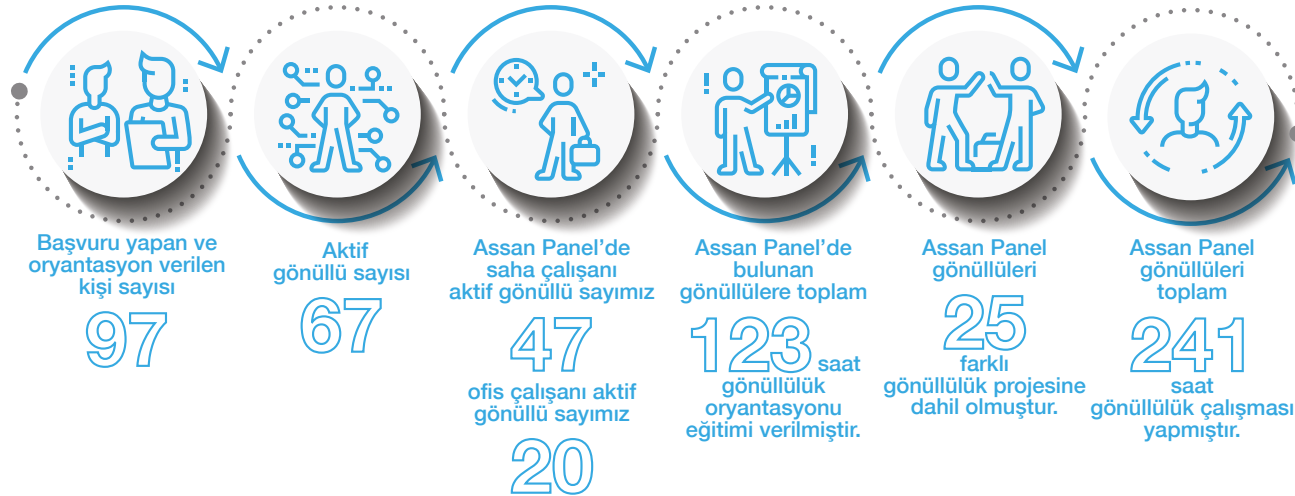 Başvuru yapan ve
oryantasyon verilen
kişi sayısı
97
Aktif
gönüllü sayısı
67
Assan Panel’de
saha çalışanı
aktif gönüllü sayımız
47
ofis çalışanı aktif
gönüllü sayımız
20
Assan Panel’de
bulunan
gönüllülere toplam
123 saat
gönüllülük
oryantasyonu
eğitimi verilmiştir.
Assan Panel
gönüllüleri
25
farklı
gönüllülük projesine
dahil olmuştur.
Assan Panel
gönüllüleri
toplam
241
saat
gönüllülük çalışması
yapmıştır.